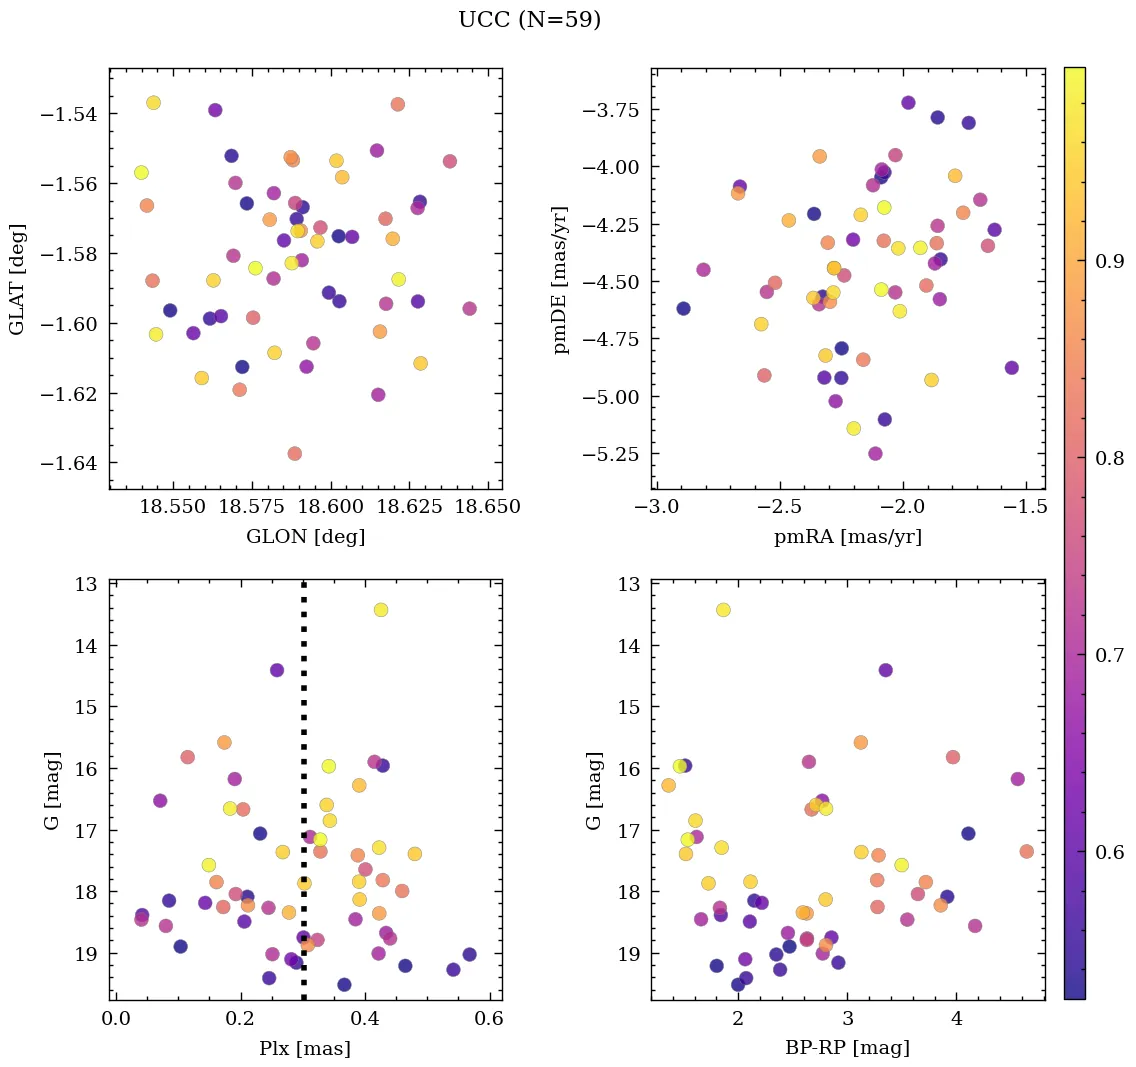 UCC (N=59)
−1.54
−1.56
−1.58
−1.60
−1.62
−1.64
GLAT [deg]
18.550 18.575 18.600 18.625 18.650
GLON [deg]
−3.75
−4.00
−4.25
−4.50
−4.75
−5.00
−5.25
pmDE [mas/yr]
−3.0 −2.5 −2.0 −1.5
pmRA [mas/yr]
13
14
15
16
17
18
19
G [mag]
0.0 0.2 0.4 0.6
Plx [mas]
13
14
15
16
17
18
19
G [mag]
2 3 4
BP-RP [mag]
0.9
0.8
0.7
0.6